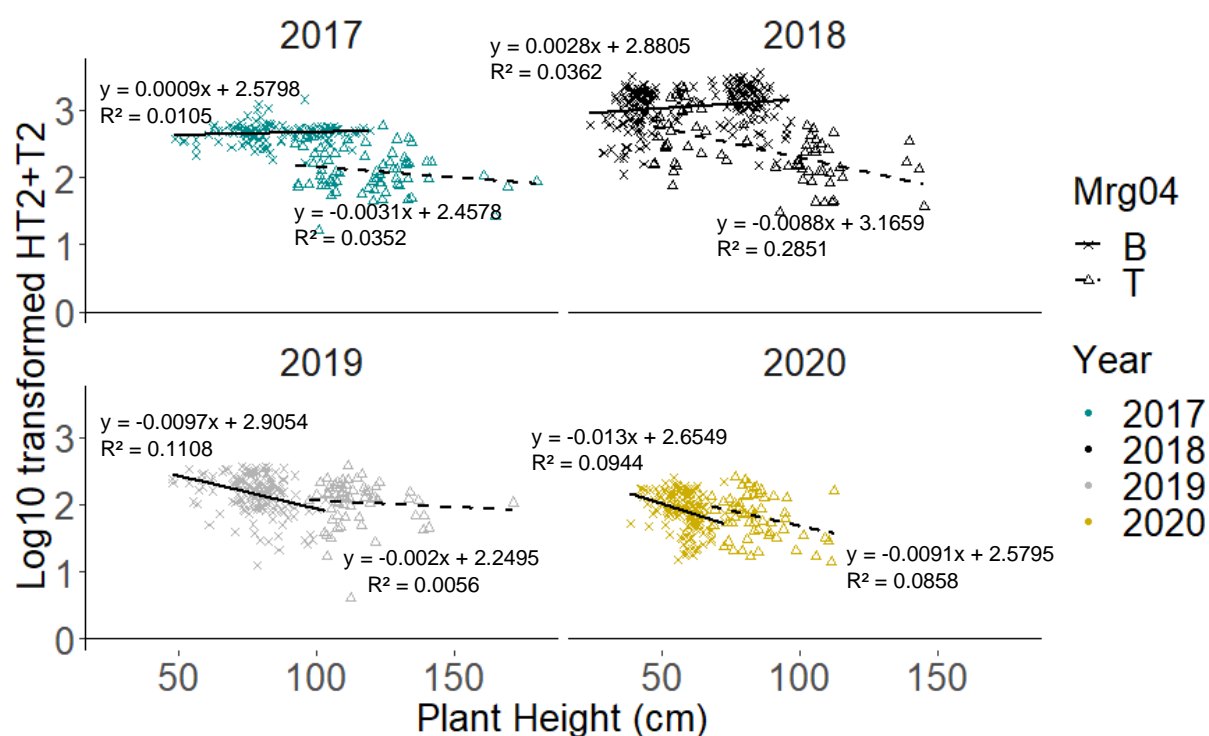 2017
2018
y = 0.0009x + 2.5798
R² = 0.0105
y = 0.0028x + 2.8805
R² = 0.0362
y = -0.0031x + 2.4578
R² = 0.0352
y = -0.0088x + 3.1659
R² = 0.2851
3
2
1
0
2019
2020
y = -0.0097x + 2.9054
R² = 0.1108
y = -0.013x + 2.6549
R² = 0.0944
y = -0.002x + 2.2495
R² = 0.0056
y = -0.0091x + 2.5795
R² = 0.0858
3
2
1
0
50 100 150
50 100 150
Plant Height (cm)
Log10 transformed HT2+T2
Mrg04
B
T
Year
2017
2018
2019
2020